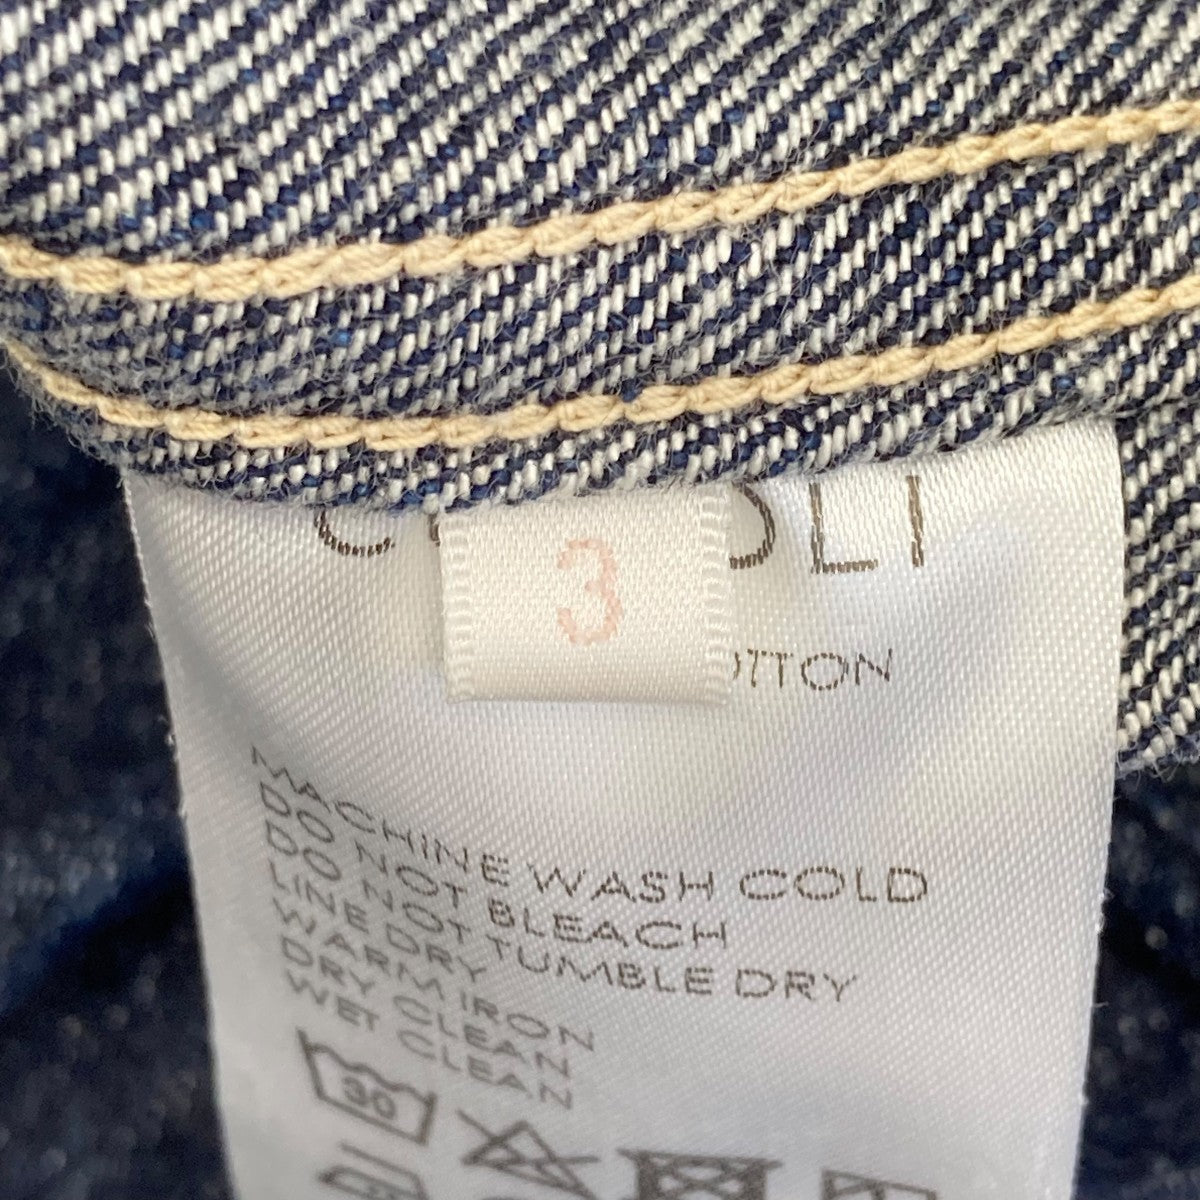 3
MACHINE WASH COLD
DO NOT BLEACH
DO NOT TUMBLE DRY
LINE DRY
WARM IRON
DRY CLEAN
WET CLEAN
30